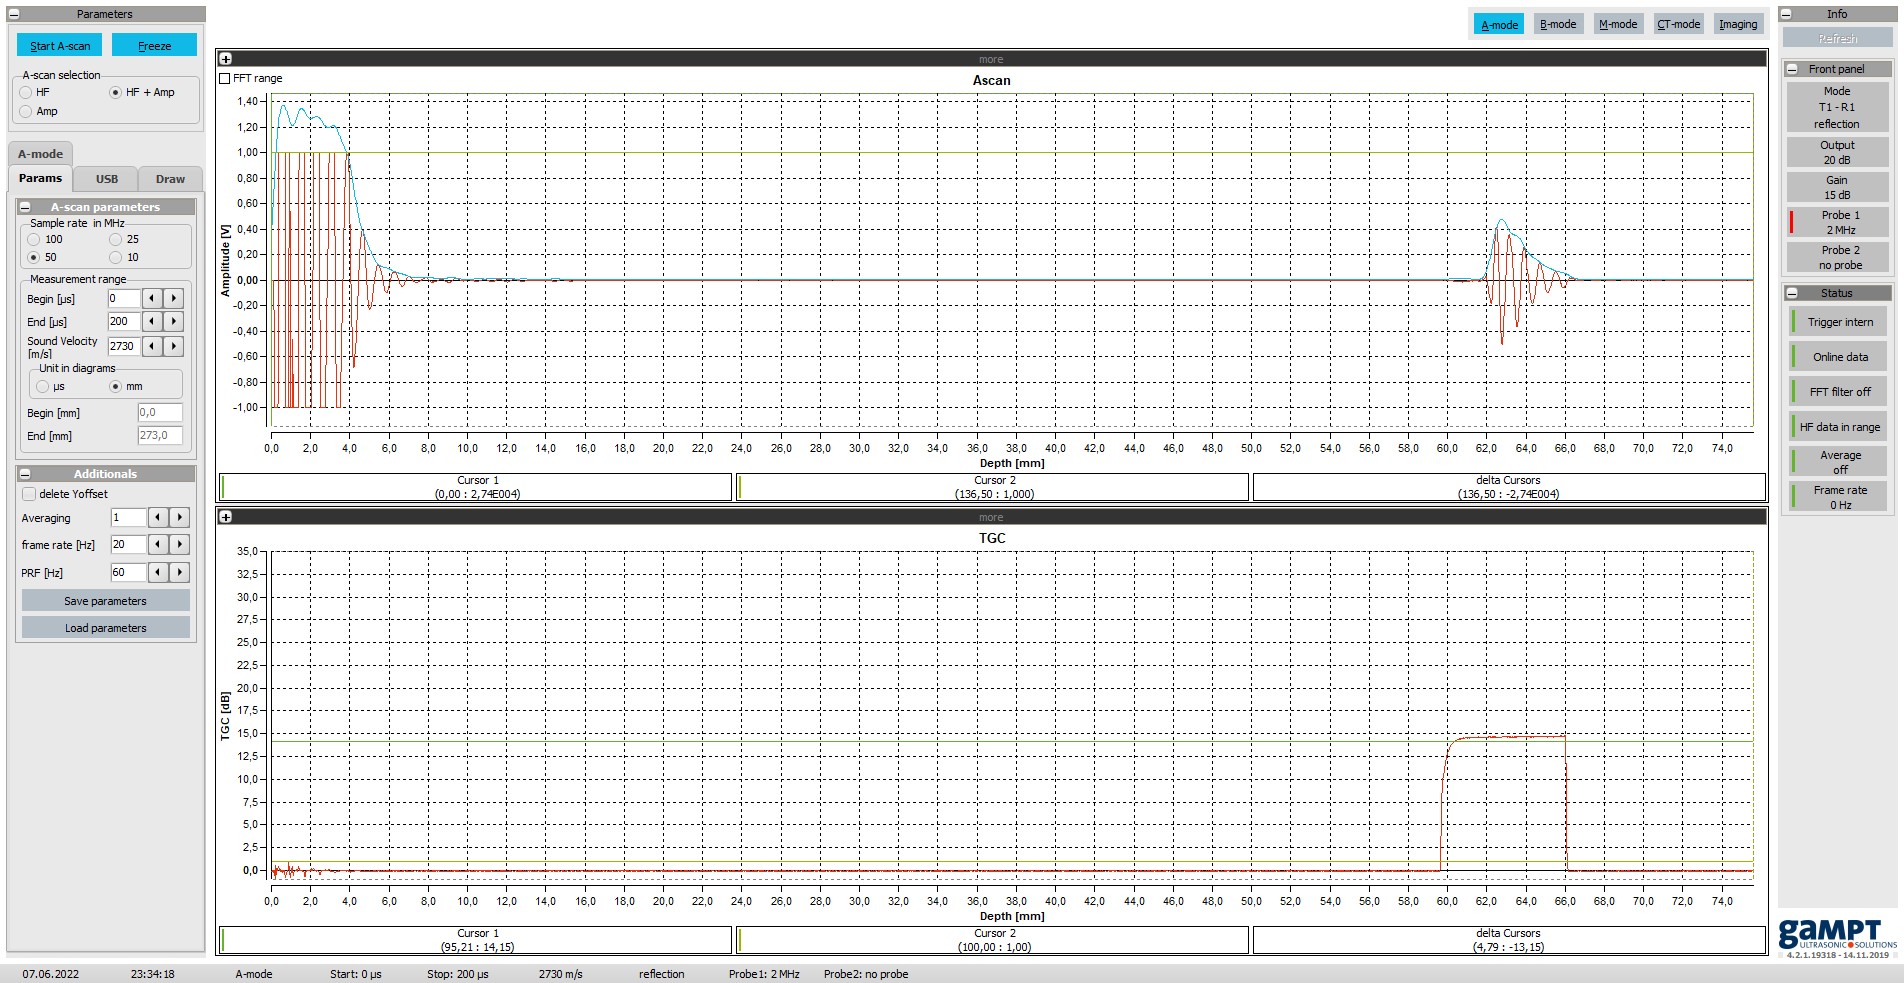 Parameters
Start A-scan
Freeze
A-scan selection
HF
HF + Amp
Amp
A-mode
Params
USB
Draw
A-scan parameters
Sample rate in MHz
100
25
50
10
Measurement range
Begin [µs]
0
End [µs]
200
Sound Velocity
[m/s]
2730
Unit in diagrams
µs
mm
Begin [mm]
0,0
End [mm]
273,0
Additionals
delete Yoffset
Averaging
1
frame rate [Hz]
20
PRF [Hz]
60
Save parameters
Load parameters
A-mode
B-mode
M-mode
CT-mode
Imaging
more
FFT range
Ascan
Amplitude [V]
1,40
1,20
1,00
0,80
0,60
0,40
0,20
0,00
-0,20
-0,40
-0,60
-0,80
-1,00
0,0 2,0 4,0 6,0 8,0 10,0 12,0 14,0 16,0 18,0 20,0 22,0 24,0 26,0 28,0 30,0 32,0 34,0 36,0 38,0 40,0 42,0 44,0 46,0 48,0 50,0 52,0 54,0 56,0 58,0 60,0 62,0 64,0 66,0 68,0 70,0 72,0 74,0
Depth [mm]
Cursor 1
(0,00 : 2,74E004)
Cursor 2
(136,50 : 1,000)
delta Cursors
(136,50 : -2,74E004)
more
TGC
TGC [dB]
35,0
32,5
30,0
27,5
25,0
22,5
20,0
17,5
15,0
12,5
10,0
7,5
5,0
2,5
0,0
0,0 2,0 4,0 6,0 8,0 10,0 12,0 14,0 16,0 18,0 20,0 22,0 24,0 26,0 28,0 30,0 32,0 34,0 36,0 38,0 40,0 42,0 44,0 46,0 48,0 50,0 52,0 54,0 56,0 58,0 60,0 62,0 64,0 66,0 68,0 70,0 72,0 74,0
Depth [mm]
Cursor 1
(95,21 : 14,15)
Cursor 2
(100,00 : 1,00)
delta Cursors
(4,79 : -13,15)
Info
Refresh
Front panel
Mode
T1 - R1
reflection
Output
20 dB
Gain
15 dB
Probe 1
2 MHz
Probe 2
no probe
Status
Trigger intern
Online data
FFT filter off
HF data in range
Average
off
Frame rate
0 Hz
gAMPT
ULTRASONIC SOLUTIONS
4.2.1.19318 - 14.11.2019
07.06.2022 23:34:18 A-mode Start: 0 µs Stop: 200 µs 2730 m/s reflection Probe1: 2 MHz Probe2: no probe